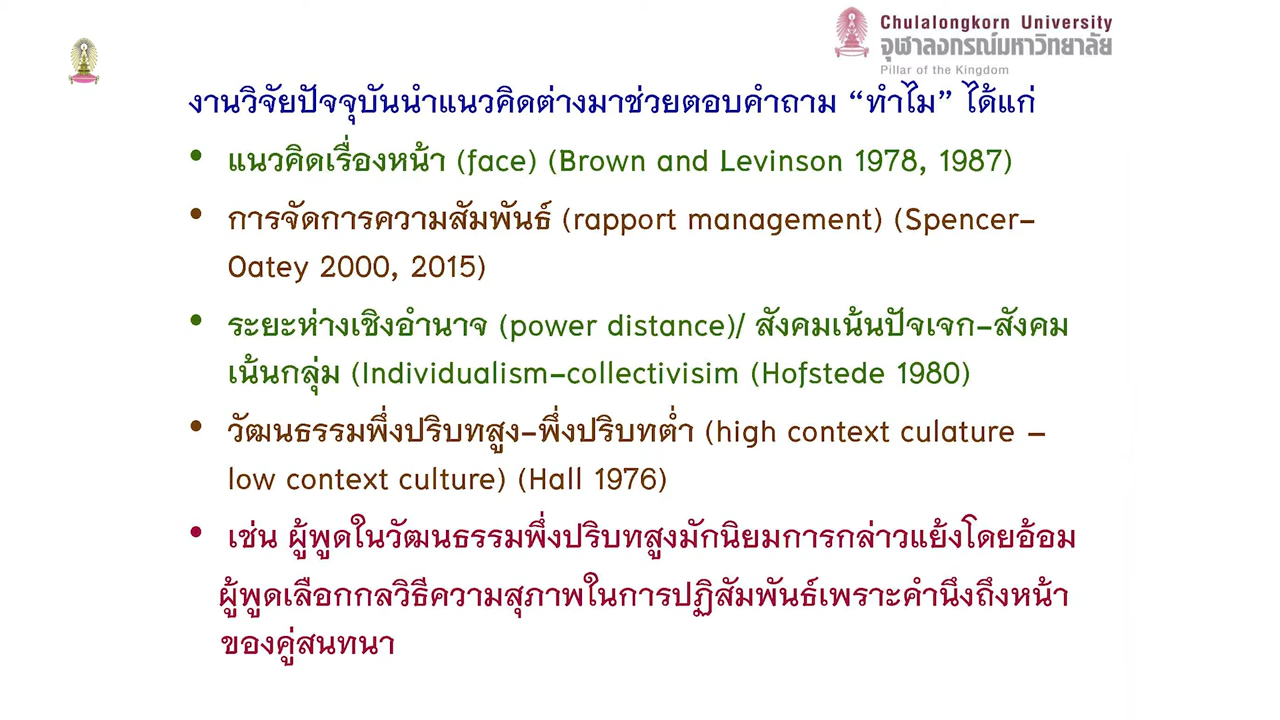 Chulalongkorn University
จุฬาลงกรณ์มหาวิทยาลัย
Pillar of the Kingdom
งานวิจัยปัจจุบันนำแนวคิดต่างมาช่วยตอบคำถาม “ทำไม” ได้แก่
• แนวคิดเรื่องหน้า (face) (Brown and Levinson 1978, 1987)
• การจัดการความสัมพันธ์ (rapport management) (Spencer–
Oatey 2000, 2015)
• ระยะห่างเชิงอำนาจ (power distance)/ สังคมเน้นปัจเจก–สังคม
เน้นกลุ่ม (Individualism–collectivisim (Hofstede 1980)
• วัฒนธรรมพึ่งปริบทสูง–พึ่งปริบทต่ำ (high context culature –
low context culture) (Hall 1976)
• เช่น ผู้พูดในวัฒนธรรมพึ่งปริบทสูงมักนิยมการกล่าวแย้งโดยอ้อม
ผู้พูดเลือกกลวิธีความสุภาพในการปฏิสัมพันธ์เพราะคำนึงถึงหน้า
ของคู่สนทนา